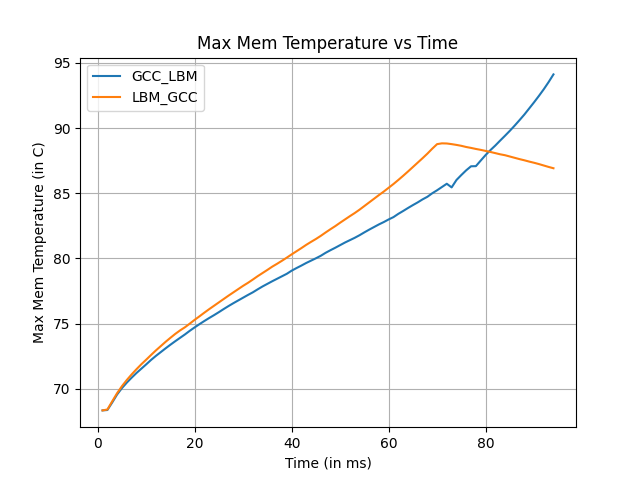 Max Mem Temperature vs Time
GCC_LBM
LBM_GCC
Max Mem Temperature (in C)
95
90
85
80
75
70
0 20 40 60 80
Time (in ms)